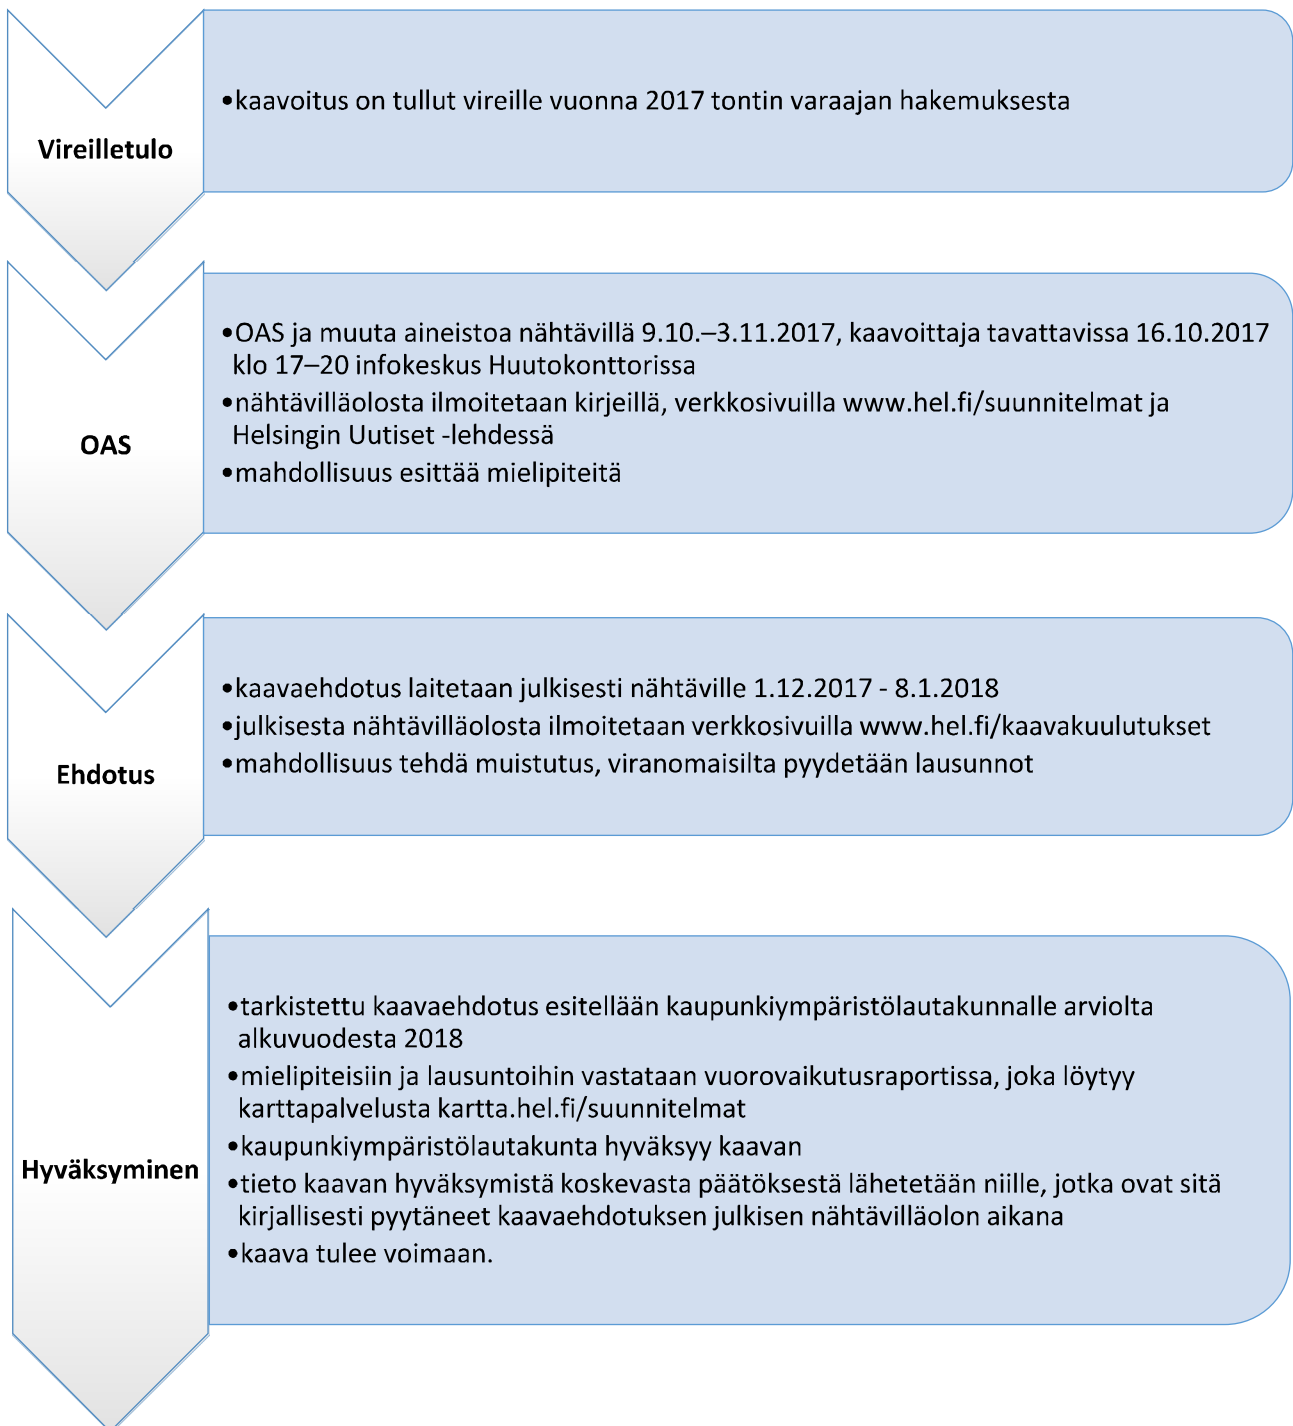 Vireilletulo
•kaavoitus on tullut vireille vuonna 2017 tontin varaajan hakemuksesta
OAS
•OAS ja muuta aineistoa nähtävillä 9.10.–3.11.2017, kaavoittaja tavattavissa 16.10.2017
klo 17–20 infokeskus Huutokonttorissa
•nähtävilläolosta ilmoitetaan kirjeillä, verkkosivuilla www.hel.fi/suunnitelmat ja
Helsingin Uutiset -lehdessä
•mahdollisuus esittää mielipiteitä
Ehdotus
•kaavaehdotus laitetaan julkisesti nähtäville 1.12.2017 - 8.1.2018
•julkisesta nähtävilläolosta ilmoitetaan verkkosivuilla www.hel.fi/kaavakuulutukset
•mahdollisuus tehdä muistutus, viranomaisilta pyydetään lausunnot
Hyväksyminen
•tarkistettu kaavaehdotus esitellään kaupunkiympäristölautakunnalle arviolta
alkuvuodesta 2018
•mielipiteisiin ja lausuntoihin vastataan vuorovaikutusraportissa, joka löytyy
karttapalvelusta kartta.hel.fi/suunnitelmat
•kaupunkiympäristölautakunta hyväksyy kaavan
•tieto kaavan hyväksymistä koskevasta päätöksestä lähetetään niille, jotka ovat sitä
kirjallisesti pyytäneet kaavaehdotuksen julkisen nähtävilläolon aikana
•kaava tulee voimaan.